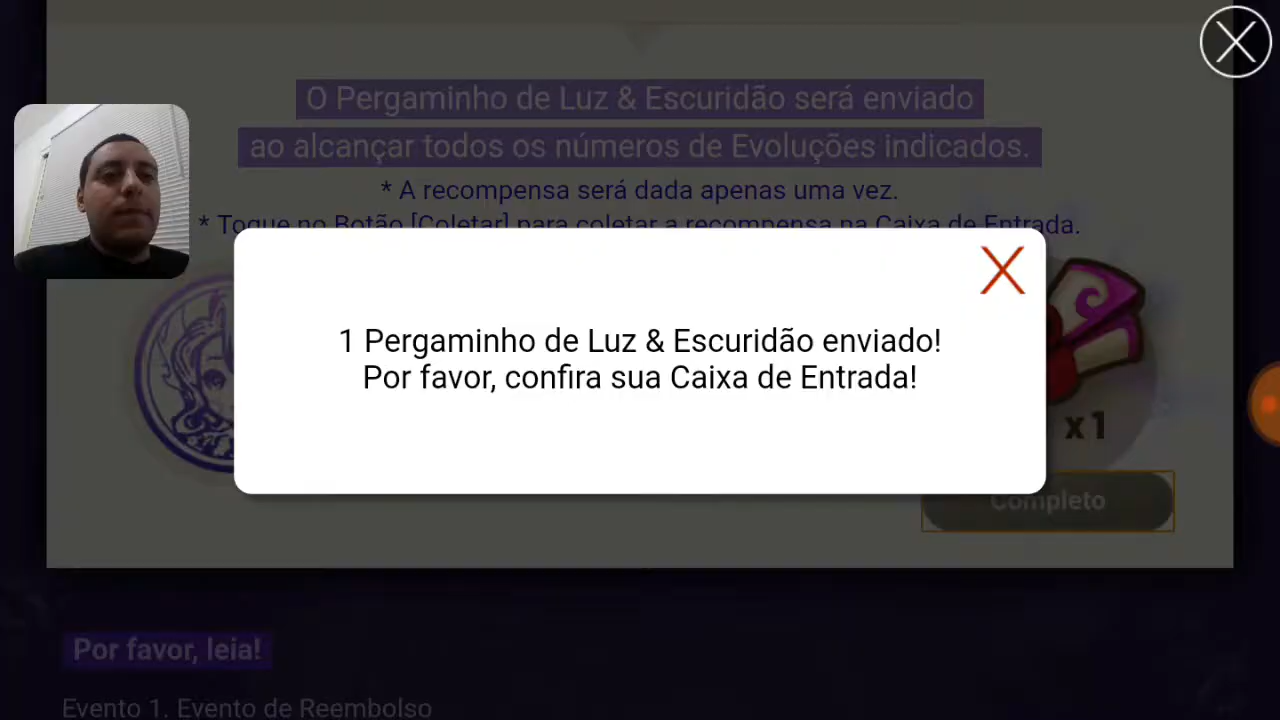 O Pergaminho de Luz & Escuridão será enviado
ao alcançar todos os números de Evoluções indicados.
* A recompensa será dada apenas uma vez.
* Toque no Botão [Coletar] para coletar a recompensa na Caixa de Entrada.
1 Pergaminho de Luz & Escuridão enviado!
Por favor, confira sua Caixa de Entrada!
x1
Completo
Por favor, leia!
Evento 1. Evento de Reembolso